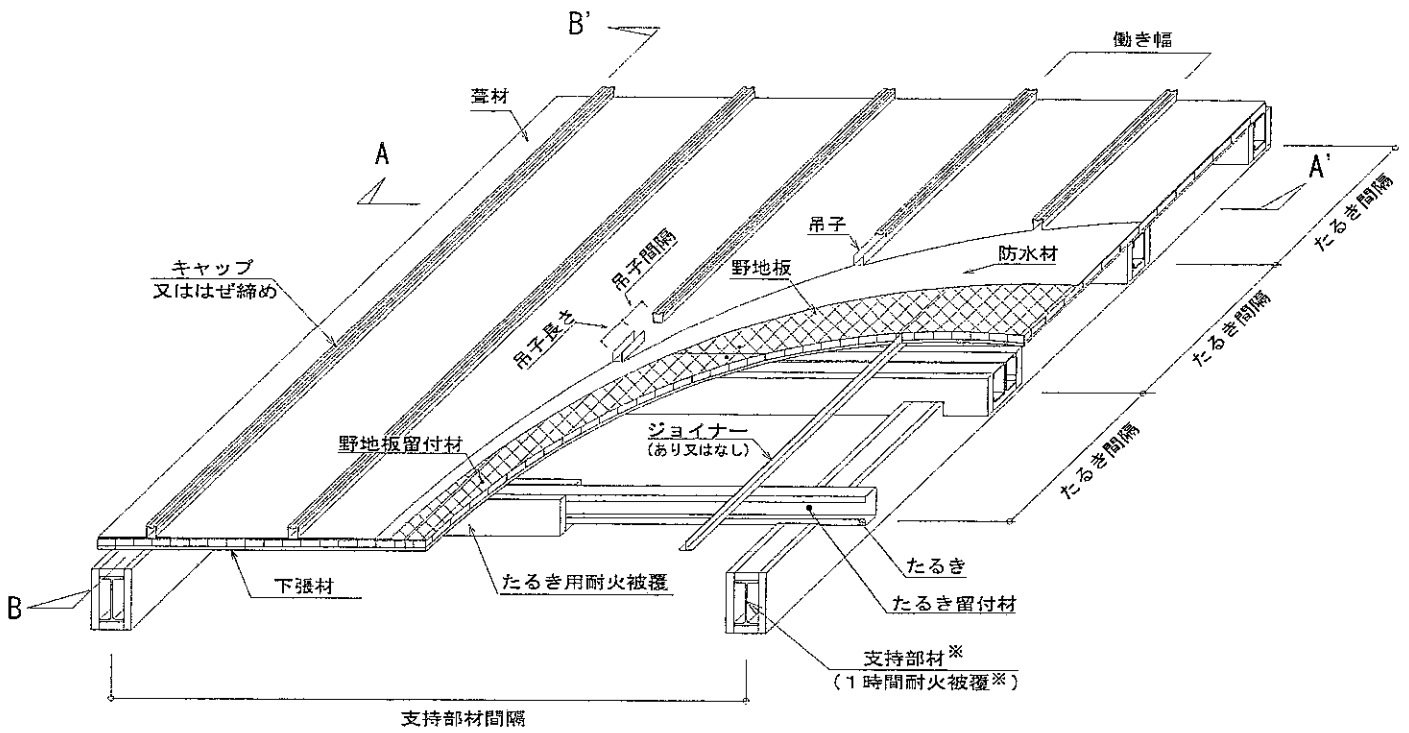 B'
働き幅
葺材
A
A'
たるき間隔
吊子
吊子間隔
野地板
防水材
キャップ
又ははぜ締め
吊子長さ
たるき間隔
ジョイナー
(あり又はなし)
野地板留付材
たるき間隔
たるき
下張材
たるき用耐火被覆
B
たるき留付材
支持部材※
(1時間耐火被覆※)
支持部材間隔